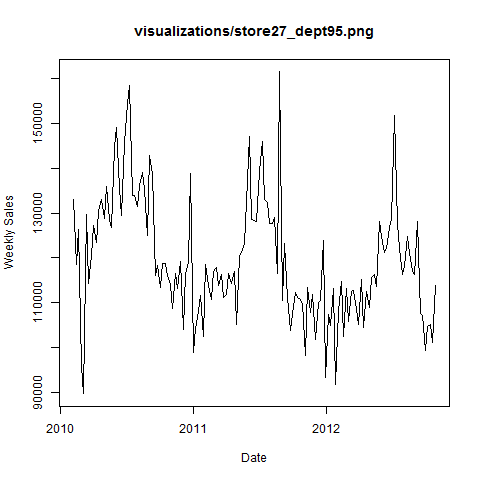 visualizations/store27_dept95.png
Weekly Sales
150000
130000
110000
90000
2010
2011
2012
Date